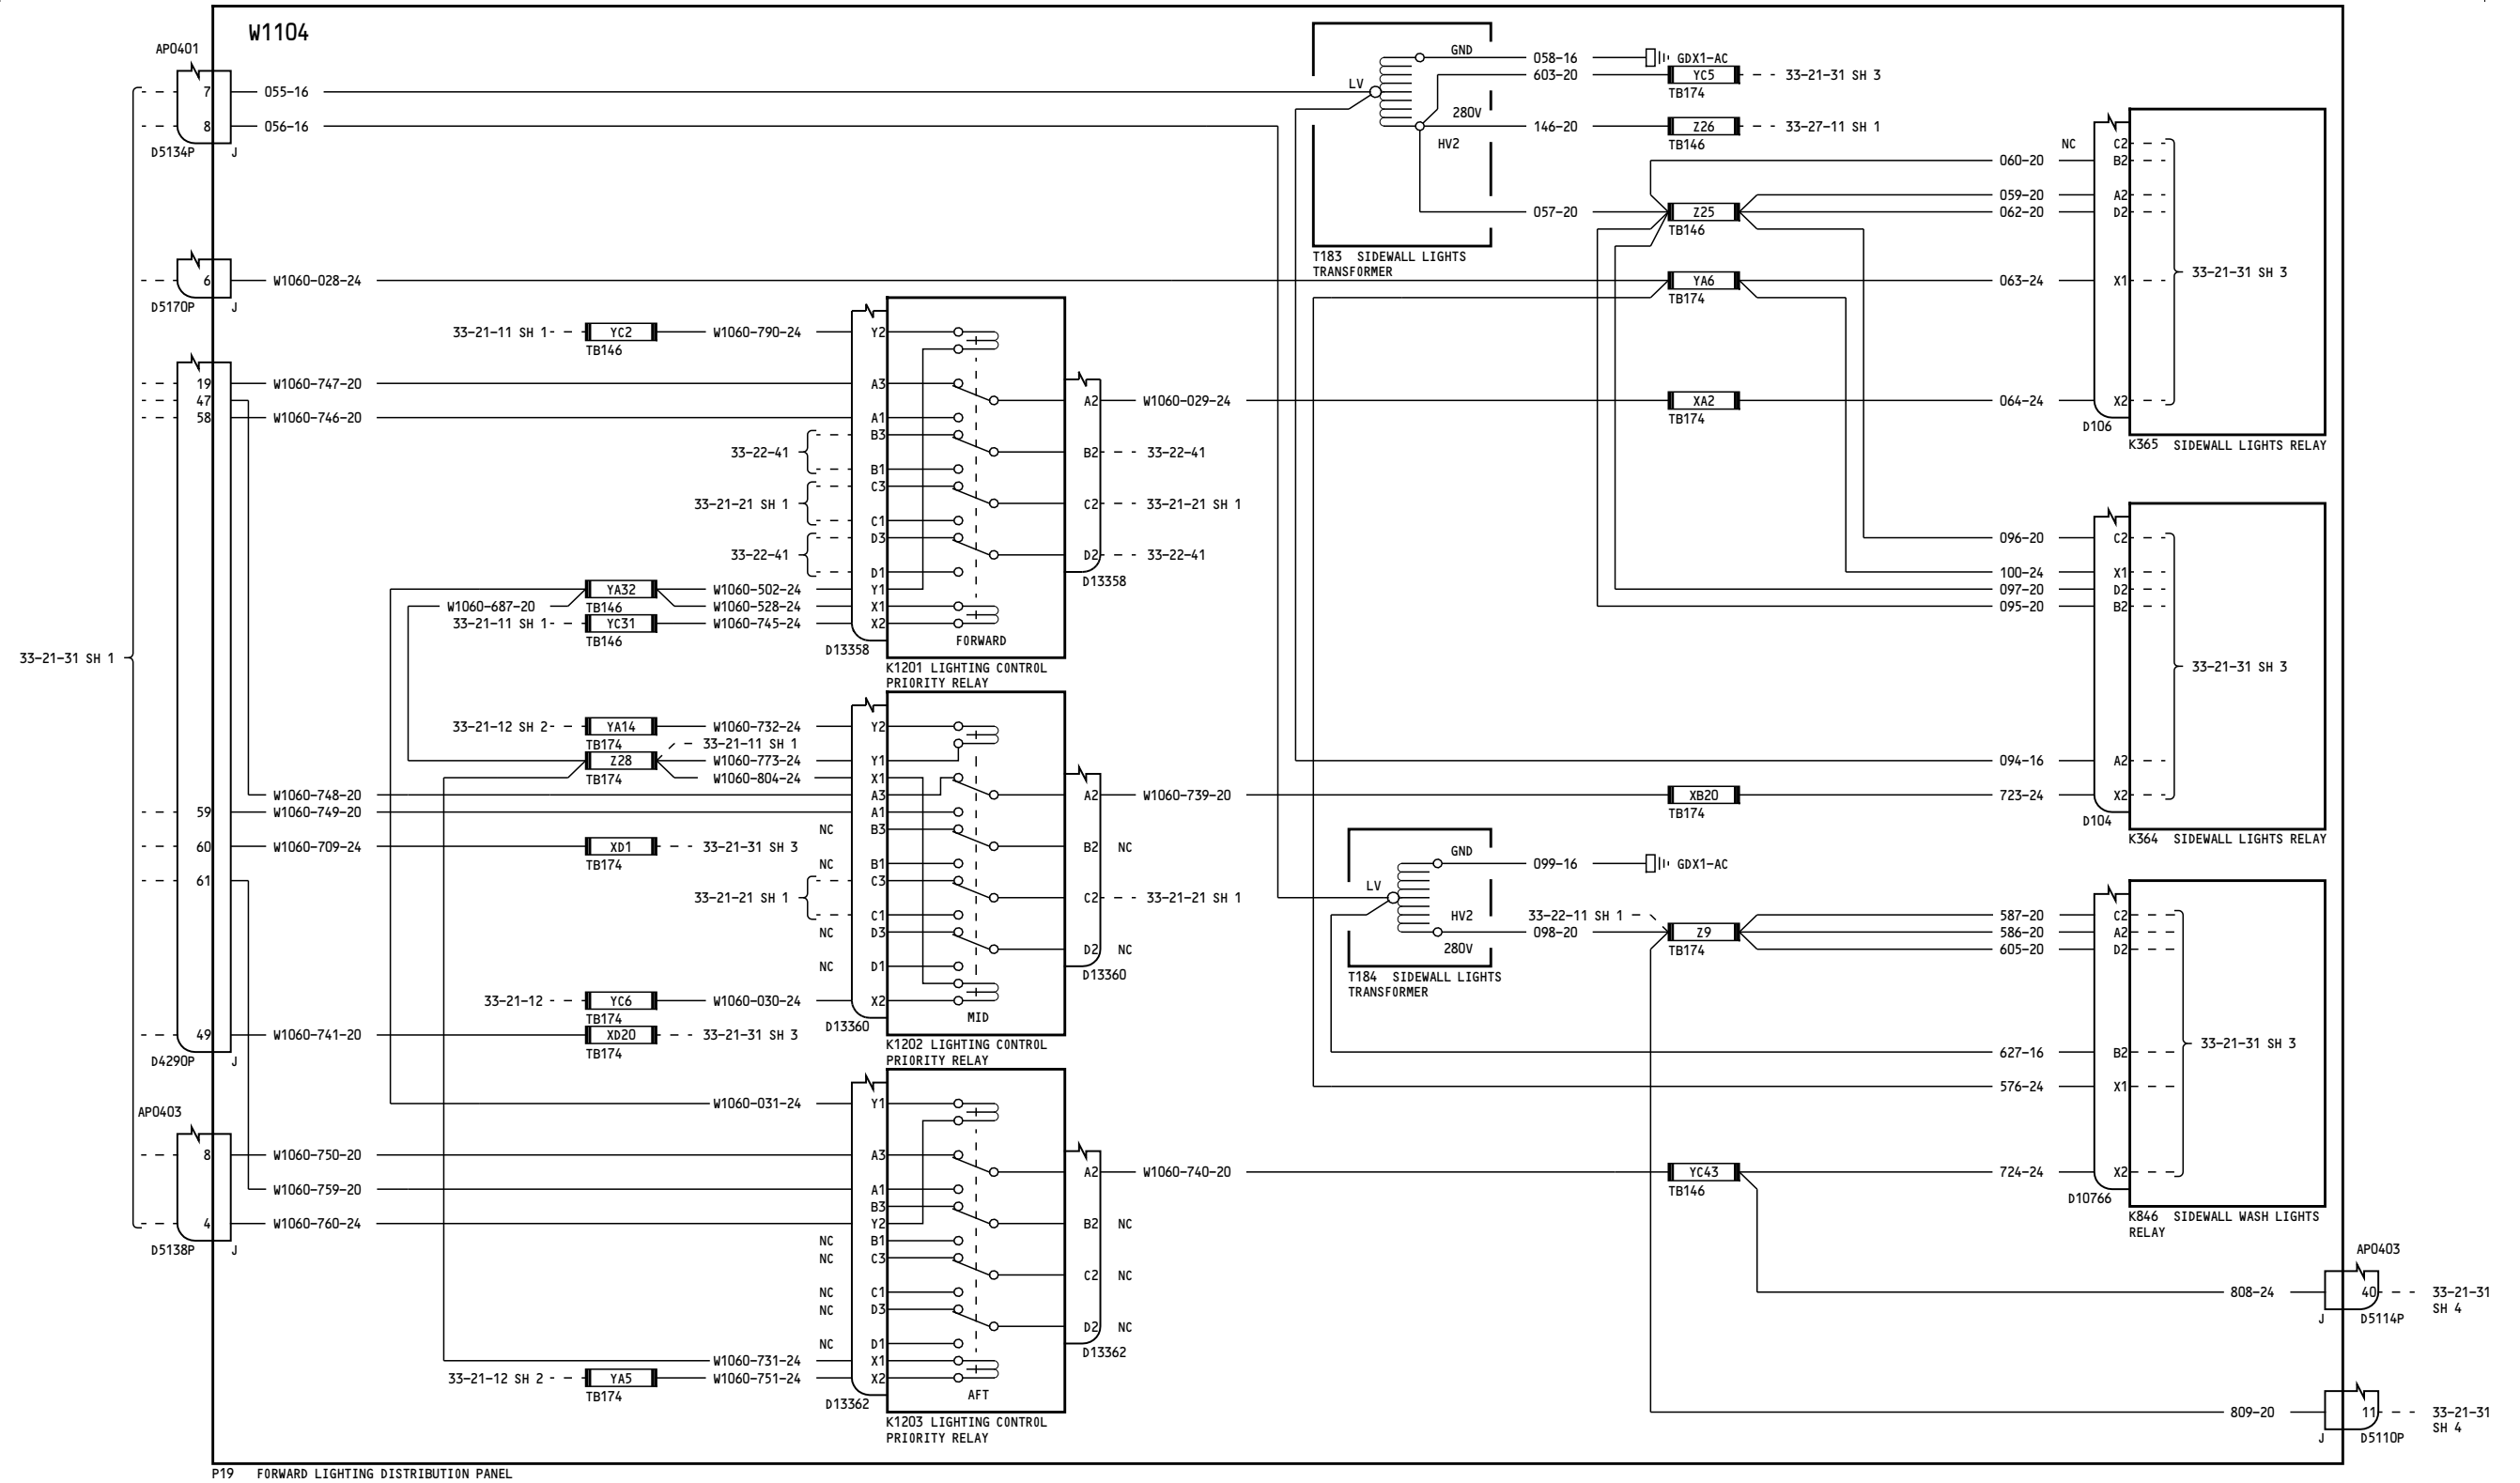 W1104
AP0401
7
055-16
8
056-16
D5134P
J
6
W1060-028-24
D5170P
J
19
W1060-747-20
47
58
W1060-746-20
59
W1060-748-20
W1060-749-20
60
W1060-709-24
XD1
33-21-31 SH 3
TB174
61
49
W1060-741-20
XD20
33-21-31 SH 3
TB174
D4290P
J
33-21-31 SH 1
AP0403
8
W1060-750-20
W1060-759-20
4
W1060-760-24
D5138P
J
33-21-11 SH 1
YC2
W1060-790-24
TB146
33-22-41
33-21-21 SH 1
33-22-41
YA32
W1060-502-24
W1060-687-20
TB146
W1060-528-24
33-21-11 SH 1
YC31
W1060-745-24
TB146
Y2
A3
A1
B3
B1
C3
C1
D3
D1
Y1
X1
X2
FORWARD
D13358
A2
W1060-029-24
B2
33-22-41
C2
33-21-21 SH 1
D2
33-22-41
D13358
K1201 LIGHTING CONTROL
PRIORITY RELAY
33-21-12 SH 2
YA14
W1060-732-24
TB174
33-21-11 SH 1
Z28
W1060-773-24
TB174
W1060-804-24
Y2
Y1
X1
A3
A1
NC
B3
NC
B1
33-21-21 SH 1
C3
C1
NC
D3
NC
D1
33-21-12
YC6
W1060-030-24
X2
TB174
MID
D13360
A2
W1060-739-20
B2
NC
C2
33-21-21 SH 1
D2
NC
D13360
K1202 LIGHTING CONTROL
PRIORITY RELAY
W1060-031-24
Y1
A3
A1
B3
Y2
NC
B1
NC
C3
NC
C1
NC
D3
NC
D1
W1060-731-24
X1
33-21-12 SH 2
YA5
W1060-751-24
X2
TB174
AFT
D13362
A2
W1060-740-20
B2
NC
C2
NC
D2
NC
D13362
K1203 LIGHTING CONTROL
PRIORITY RELAY
LV
GND
058-16
GDX1-AC
603-20
YC5
33-21-31 SH 3
TB174
280V
146-20
Z26
33-27-11 SH 1
TB146
HV2
057-20
Z25
TB146
T183 SIDEWALL LIGHTS
TRANSFORMER
YA6
TB174
XA2
TB174
XB20
TB174
LV
GND
099-16
GDX1-AC
HV2
33-22-11 SH 1
098-20
Z9
TB174
280V
T184 SIDEWALL LIGHTS
TRANSFORMER
YC43
TB146
NC
C2
060-20
B2
059-20
A2
062-20
D2
063-24
X1
33-21-31 SH 3
064-24
X2
D106
K365 SIDEWALL LIGHTS RELAY
096-20
C2
100-24
X1
097-20
D2
095-20
B2
33-21-31 SH 3
094-16
A2
723-24
X2
D104
K364 SIDEWALL LIGHTS RELAY
587-20
C2
586-20
A2
605-20
D2
33-21-31 SH 3
627-16
B2
576-24
X1
724-24
X2
D10766
K846 SIDEWALL WASH LIGHTS
RELAY
AP0403
808-24
40
33-21-31
SH 4
J
D5114P
809-20
11
33-21-31
SH 4
J
D5110P
P19 FORWARD LIGHTING DISTRIBUTION PANEL